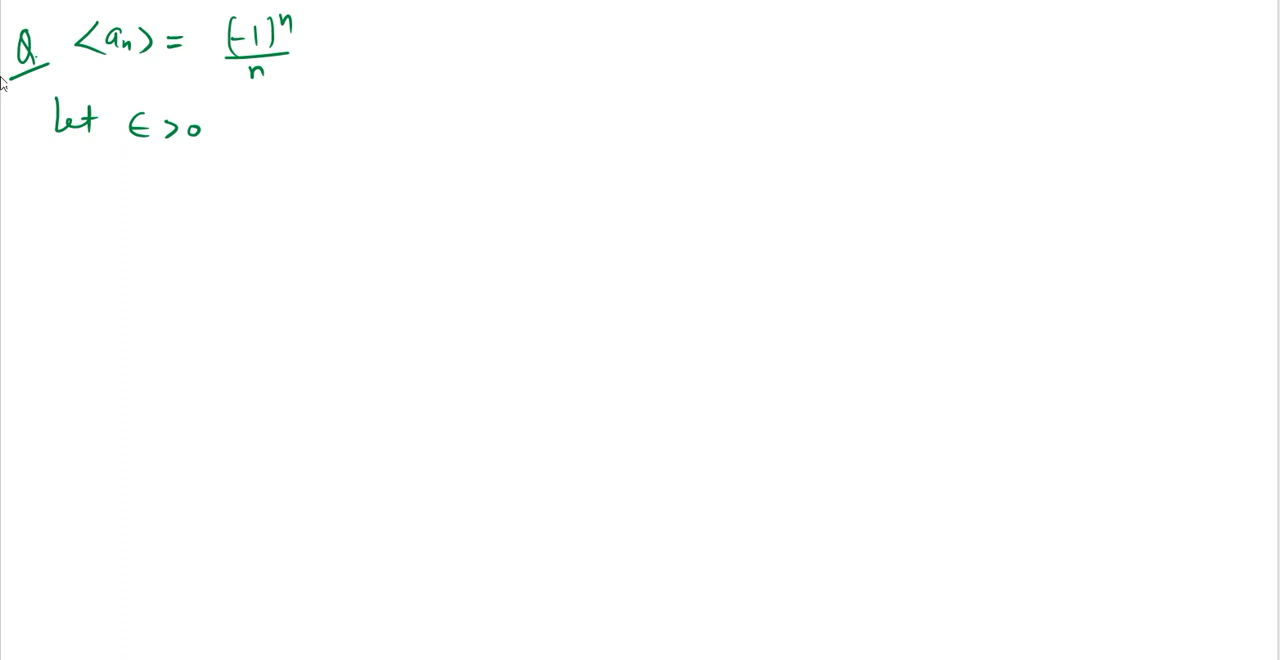 Q. <aₙ> = (-1)ⁿ/n
Let ϵ > 0